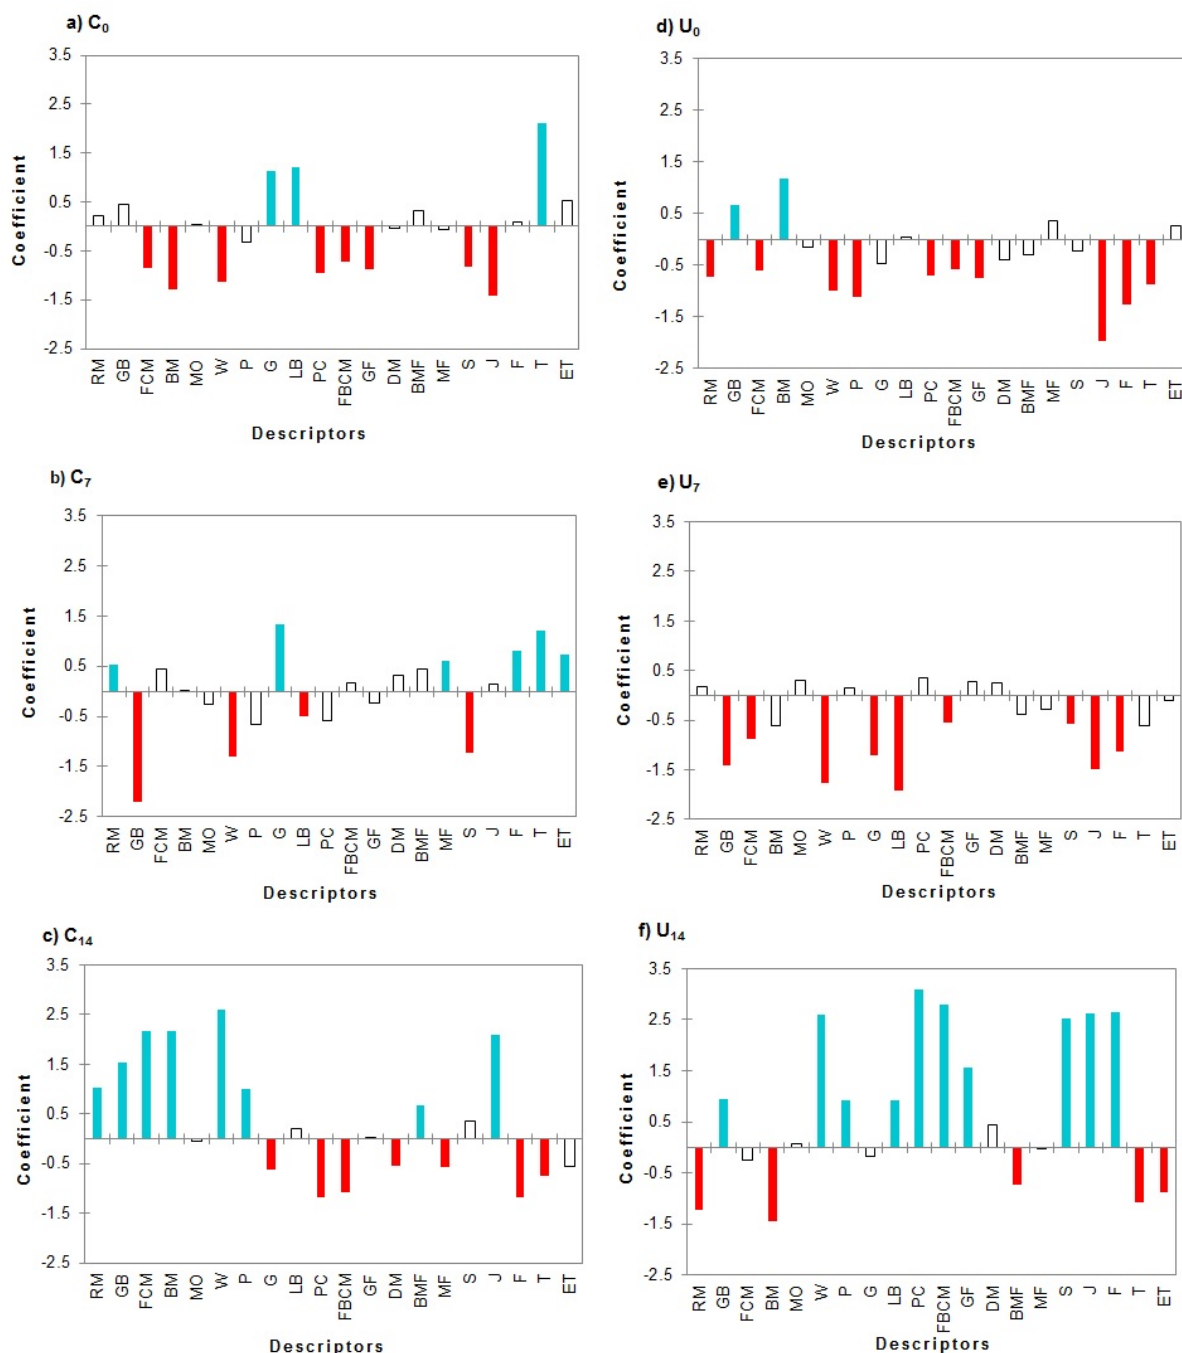 a) C₀
3.5
2.5
1.5
0.5
-0.5
-1.5
-2.5
Coefficient
RM GB FCM BM MO W P G LB PC FBCM GF DM BMF MF S J F T ET
Descriptors
b) C₇
3.5
2.5
1.5
0.5
-0.5
-1.5
-2.5
Coefficient
RM GB FCM BM MO W P G LB PC FBCM GF DM BMF MF S J F T ET
Descriptors
c) C₁₄
3.5
2.5
1.5
0.5
-0.5
-1.5
-2.5
Coefficient
RM GB FCM BM MO W P G LB PC FBCM GF DM BMF MF S J F T ET
Descriptors
d) U₀
3.5
2.5
1.5
0.5
-0.5
-1.5
-2.5
Coefficient
RM GB FCM BM MO W P G LB PC FBCM GF DM BMF MF S J F T ET
Descriptors
e) U₇
3.5
2.5
1.5
0.5
-0.5
-1.5
-2.5
Coefficient
RM GB FCM BM MO W P G LB PC FBCM GF DM BMF MF S J F T ET
Descriptors
f) U₁₄
3.5
2.5
1.5
0.5
-0.5
-1.5
-2.5
Coefficient
RM GB FCM BM MO W P G LB PC FBCM GF DM BMF MF S J F T ET
Descriptors